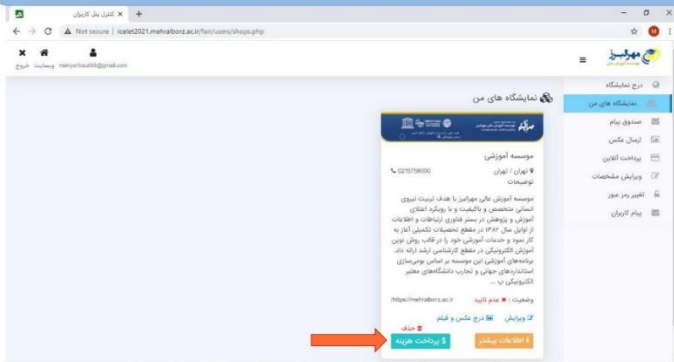 کنترل پنل کاربران
Not secure | icelet2021.mehralborz.ac.ir/fair/users/shops.php
مهرالبرز
خروج وبسایت
درج نمایشگاه
نمایشگاه های من
صندوق پیام
ارسال عکس
پرداخت آنلاین
ویرایش مشخصات
تغییر رمز عبور
پیام کاربران
نمایشگاه های من
موسسه آموزشی
تهران / تهران
0215758000
توضیحات
موسسه آموزش عالی مهرالبرز با هدف تربیت نیروی
انسانی متخصص و باکیفیت و با رویکرد اعتلای
آموزش و پژوهش در بستر فناوری ارتباطات و اطلاعات
از اوایل سال ۱۳۸۲ در مقطع تحصیلات تکمیلی آغاز به
کار نمود و خدمات آموزشی خود را در قالب روش نوین
آموزش الکترونیکی در مقطع کارشناسی ارشد ارائه داد.
برنامه‌های آموزشی این موسسه بر اساس بومی‌سازی
استانداردهای جهانی و تجارب دانشگاه‌های معتبر
الکترونیکی ب ...
وضعیت : عدم تایید
https://mehralborz.ac.ir/
ویرایش درج عکس و فیلم
حذف
اطلاعات بیشتر
$ پرداخت هزینه